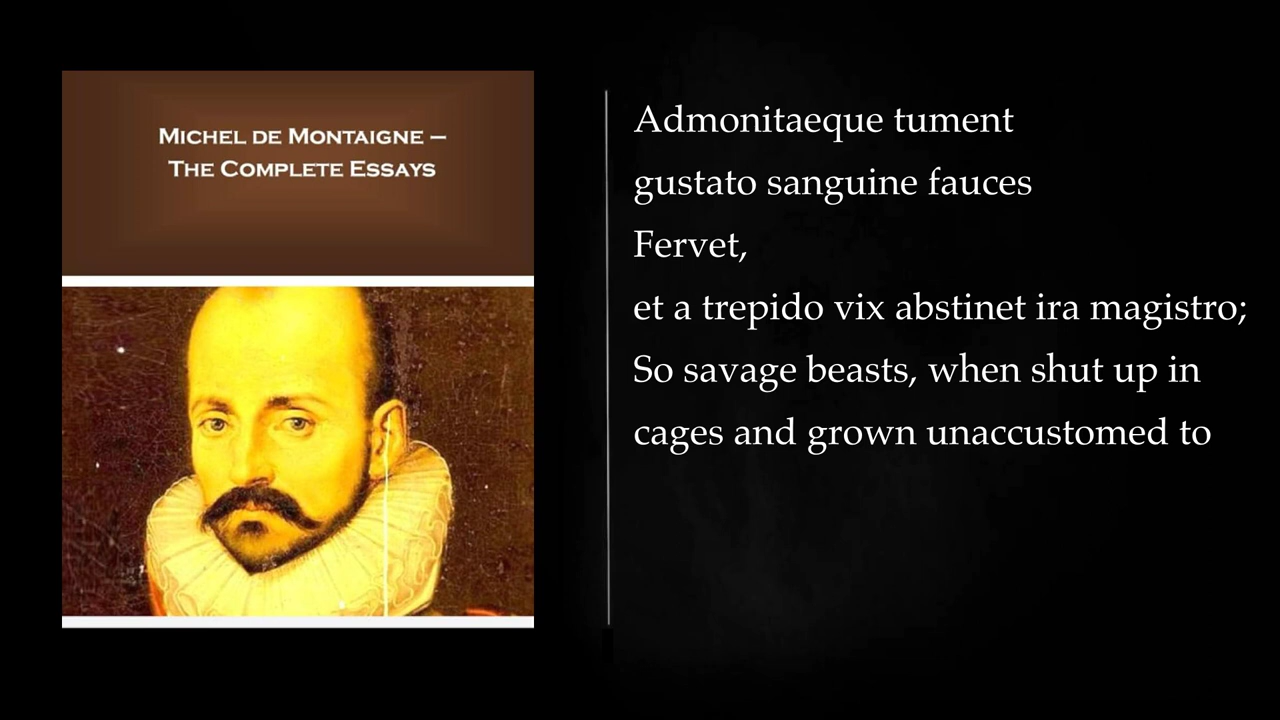 MICHEL DE MONTAIGNE –
THE COMPLETE ESSAYS
Admonitaeque tument
gustato sanguine fauces
Fervet,
et a trepido vix abstinet ira magistro;
So savage beasts, when shut up in
cages and grown unaccustomed to